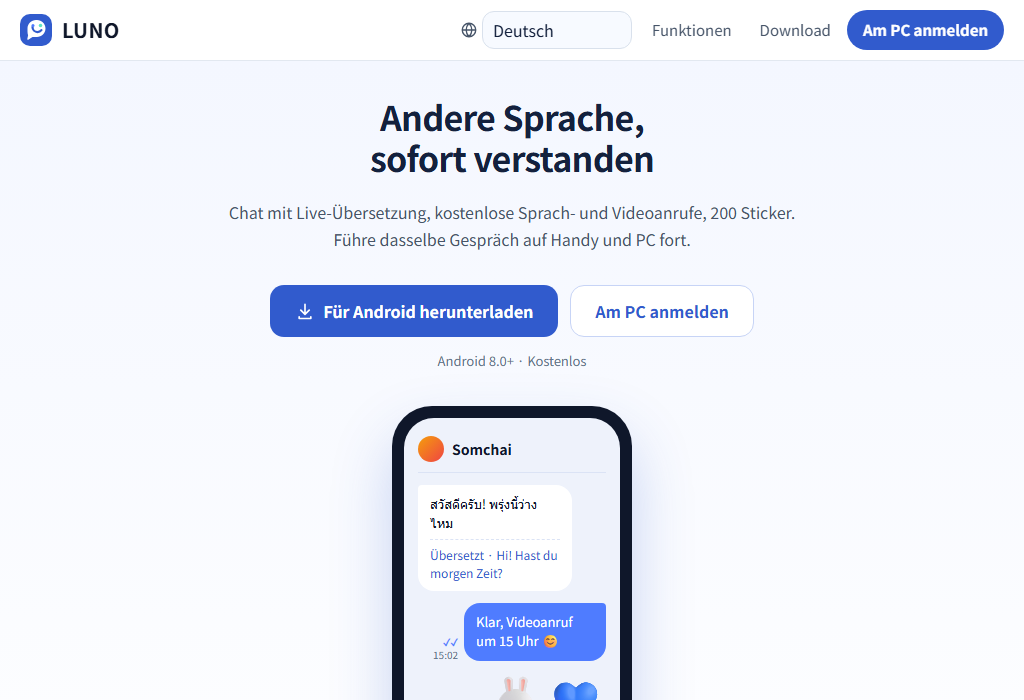 LUNO
Deutsch
Funktionen
Download
Am PC anmelden
Andere Sprache,
sofort verstanden
Chat mit Live-Übersetzung, kostenlose Sprach- und Videoanrufe, 200 Sticker.
Führe dasselbe Gespräch auf Handy und PC fort.
Für Android herunterladen
Am PC anmelden
Android 8.0+ · Kostenlos
Somchai
สวัสดีครับ! พรุ่งนี้ว่าง
ไหม
Übersetzt · Hi! Hast du
morgen Zeit?
Klar, Videoanruf
um 15 Uhr 😊
15:02